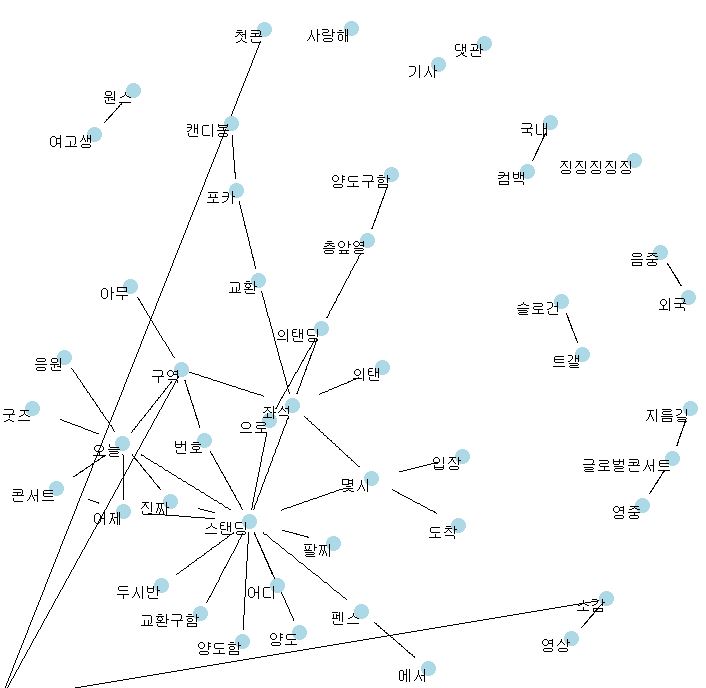 첫콘
사랑해
댓관
기사
원스
여고생
캔디봉
국내
컴백
징징징징징
양도구함
포카
층앞열
음중
외국
아무
교환
슬로건
의탠딩
트갤
응원
구역
의탠
굿즈
좌석
으로
지름길
오늘
번호
입장
글로벌콘서트
몇시
콘서트
어제
진짜
스탠딩
도착
영중
팔찌
두시반
어디
교환구함
펜스
소감
양도함
양도
영상
에서